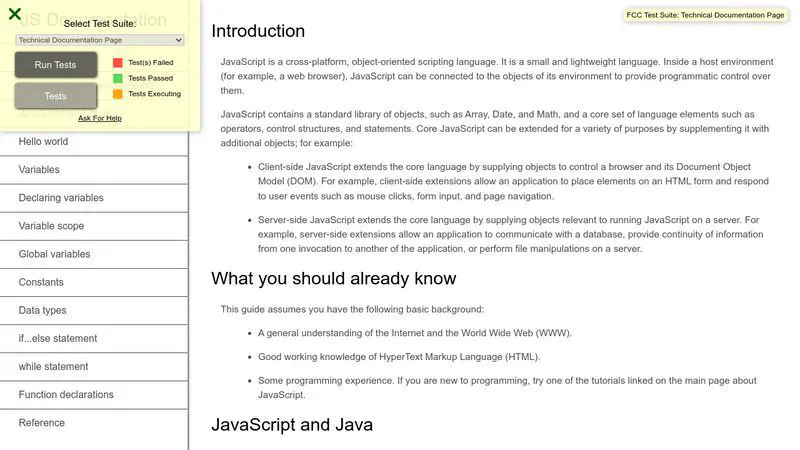 JS Documentation
Select Test Suite:
Technical Documentation Page
Run Tests
Test(s) Failed
Tests Passed
Tests Executing
Tests
Ask For Help
Hello world
Variables
Declaring variables
Variable scope
Global variables
Constants
Data types
if...else statement
while statement
Function declarations
Reference
FCC Test Suite: Technical Documentation Page
Introduction
JavaScript is a cross-platform, object-oriented scripting language. It is a small and lightweight language. Inside a host environment
(for example, a web browser), JavaScript can be connected to the objects of its environment to provide programmatic control over
them.
JavaScript contains a standard library of objects, such as Array, Date, and Math, and a core set of language elements such as
operators, control structures, and statements. Core JavaScript can be extended for a variety of purposes by supplementing it with
additional objects; for example:
• Client-side JavaScript extends the core language by supplying objects to control a browser and its Document Object
Model (DOM). For example, client-side extensions allow an application to place elements on an HTML form and respond
to user events such as mouse clicks, form input, and page navigation.
• Server-side JavaScript extends the core language by supplying objects relevant to running JavaScript on a server. For
example, server-side extensions allow an application to communicate with a database, provide continuity of information
from one invocation to another of the application, or perform file manipulations on a server.
What you should already know
This guide assumes you have the following basic background:
• A general understanding of the Internet and the World Wide Web (WWW).
• Good working knowledge of HyperText Markup Language (HTML).
• Some programming experience. If you are new to programming, try one of the tutorials linked on the main page about
JavaScript.
JavaScript and Java